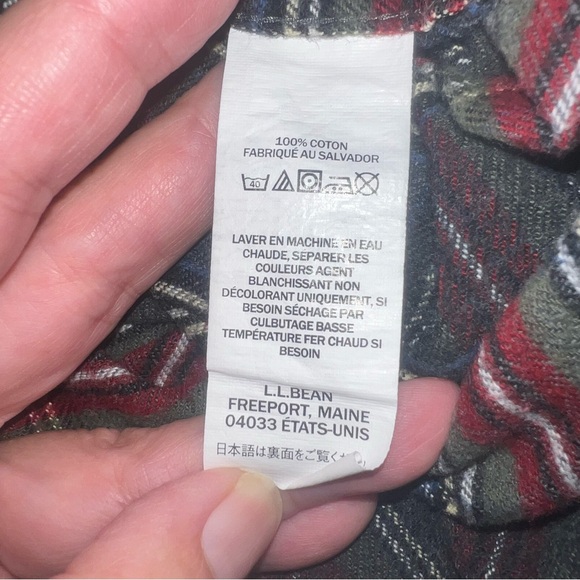 100% COTON
FABRIQUÉ AU SALVADOR
40
LAVER EN MACHINE EN EAU
CHAUDE, SÉPARER LES
COULEURS AGENT
BLANCHISSANT NON
DÉCOLORANT UNIQUEMENT, SI
BESOIN SÉCHAGE PAR
CULBUTAGE BASSE
TEMPÉRATURE FER CHAUD SI
BESOIN
L.L.BEAN
FREEPORT, MAINE
04033 ÉTATS-UNIS
日本語は裏面をご覧く